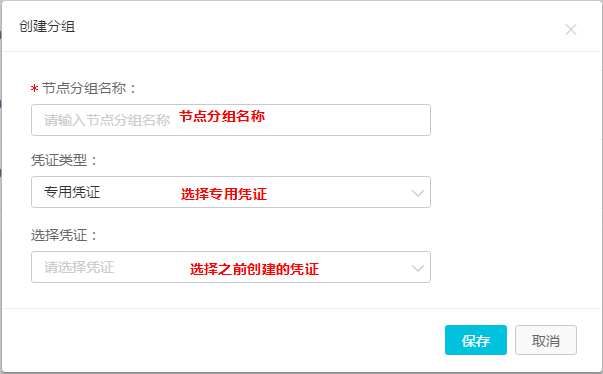 创建分组
* 节点分组名称：
请输入节点分组名称 节点分组名称
凭证类型：
专用凭证 选择专用凭证
选择凭证：
请选择凭证 选择之前创建的凭证
保存 取消